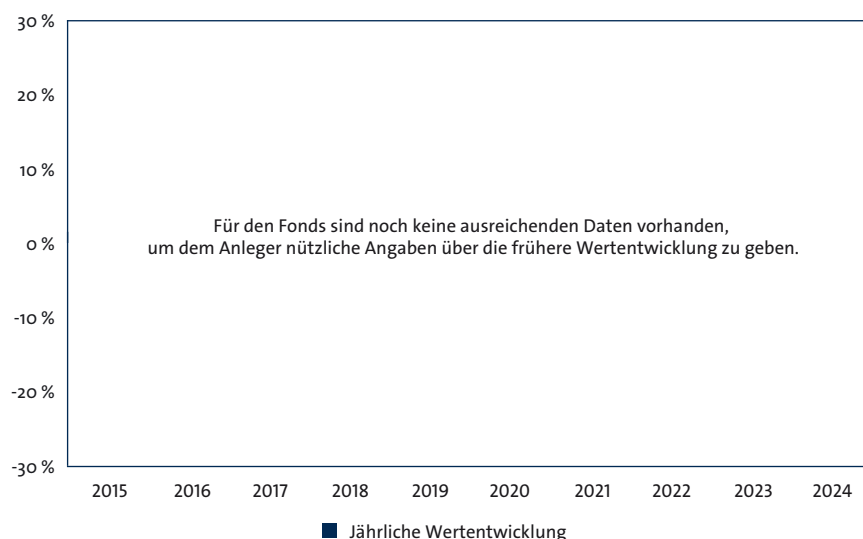 30 %
20 %
10 %
Für den Fonds sind noch keine ausreichenden Daten vorhanden,
0 %
um dem Anleger nützliche Angaben über die frühere Wertentwicklung zu geben.
-10 %
-20 %
-30 %
2015 2016 2017 2018 2019 2020 2021 2022 2023 2024
Jährliche Wertentwicklung